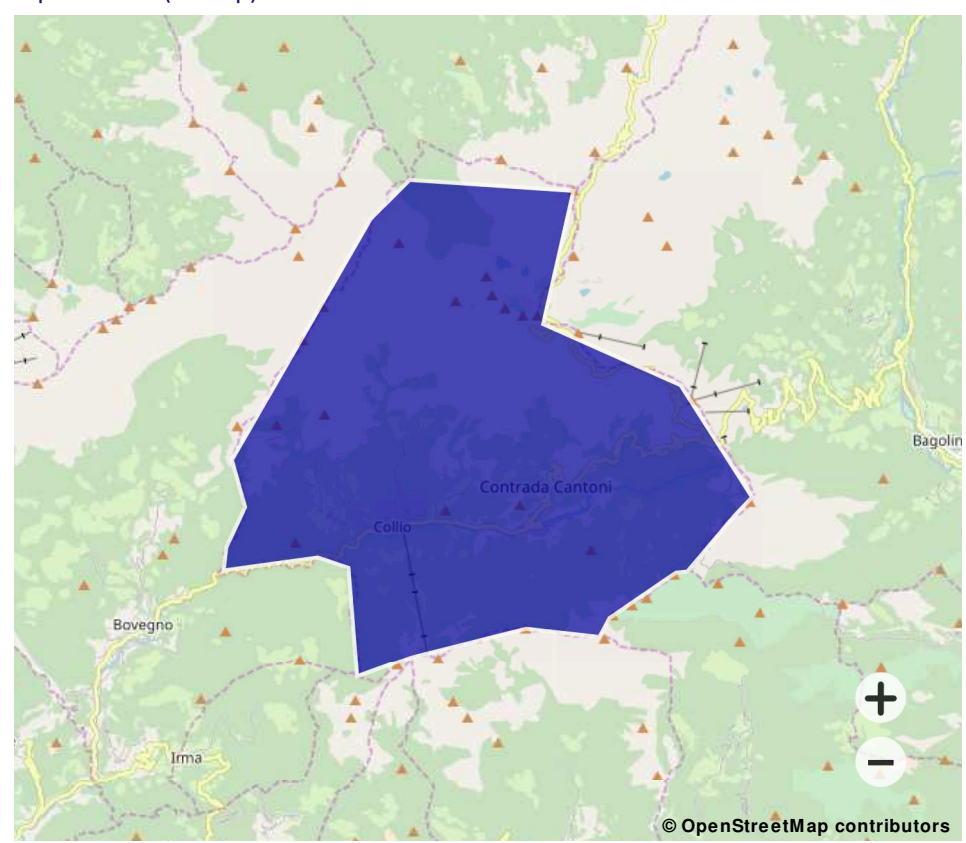 Contrada Cantoni
Bagolin
Collio
Bovegno
Irma
+
−
© OpenStreetMap contributors